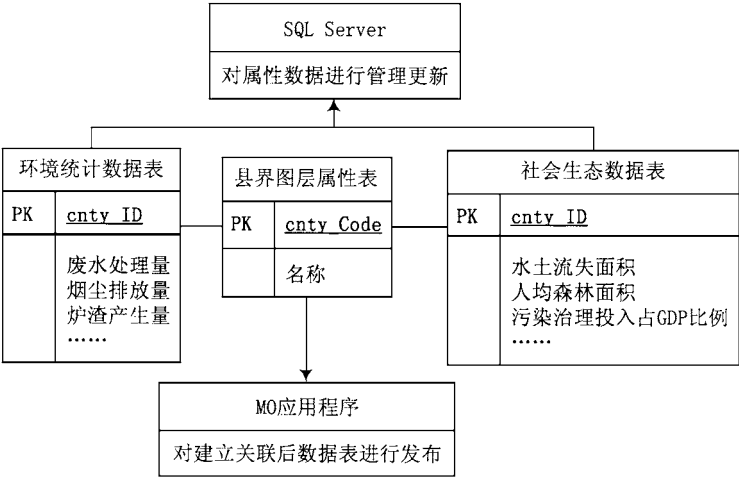 SQL Server
对属性数据进行管理更新
环境统计数据表
PK cnty_ID
废水处理量
烟尘排放量
炉渣产生量
……
县界图层属性表
PK cnty_Code
名称
社会生态数据表
PK cnty_ID
水土流失面积
人均森林面积
污染治理投入占GDP比例
……
MO应用程序
对建立关联后数据表进行发布